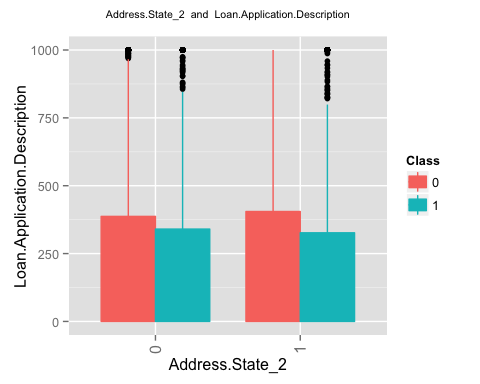 Address.State_2 and Loan.Application.Description
1000
750
500
250
0
Loan.Application.Description
0
1
Address.State_2
Class
0
1